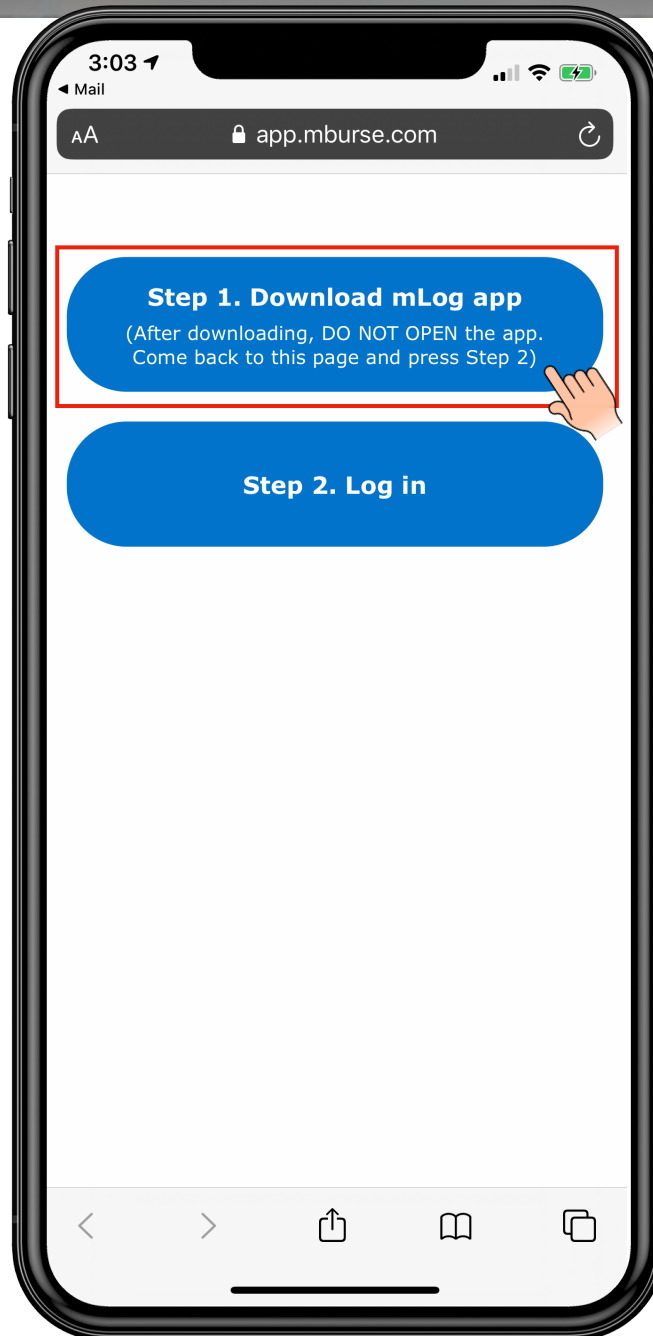 3:03
◀ Mail
AA
app.mburse.com
Step 1. Download mLog app
(After downloading, DO NOT OPEN the app.
Come back to this page and press Step 2)
Step 2. Log in